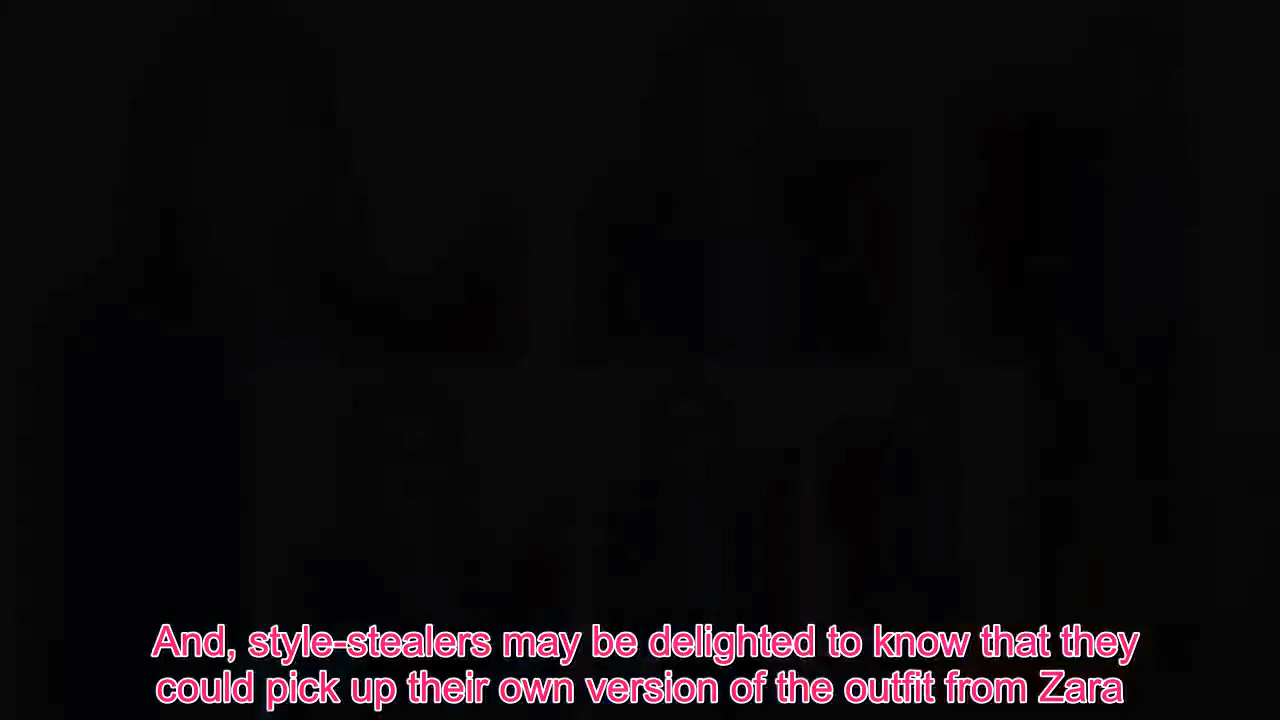 And, style-stealers may be delighted to know that they
could pick up their own version of the outfit from Zara